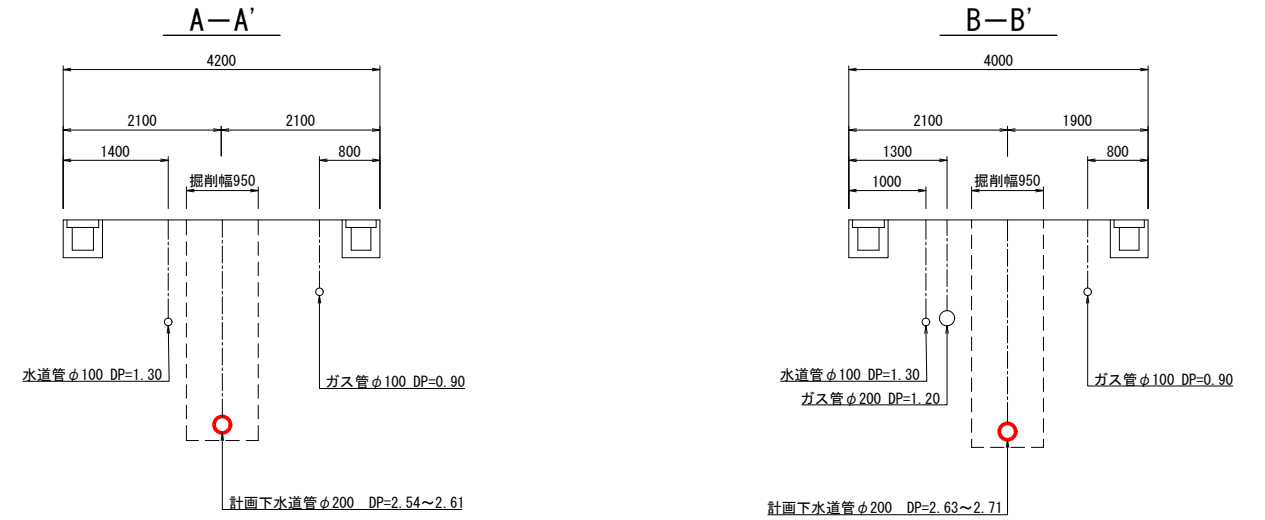 A－A’
4200
2100
2100
1400
800
掘削幅950
水道管φ100 DP=1.30
ガス管φ100 DP=0.90
計画下水道管φ200 DP=2.54～2.61
B－B’
4000
2100
1900
1300
800
1000
掘削幅950
水道管φ100 DP=1.30
ガス管φ200 DP=1.20
ガス管φ100 DP=0.90
計画下水道管φ200 DP=2.63～2.71